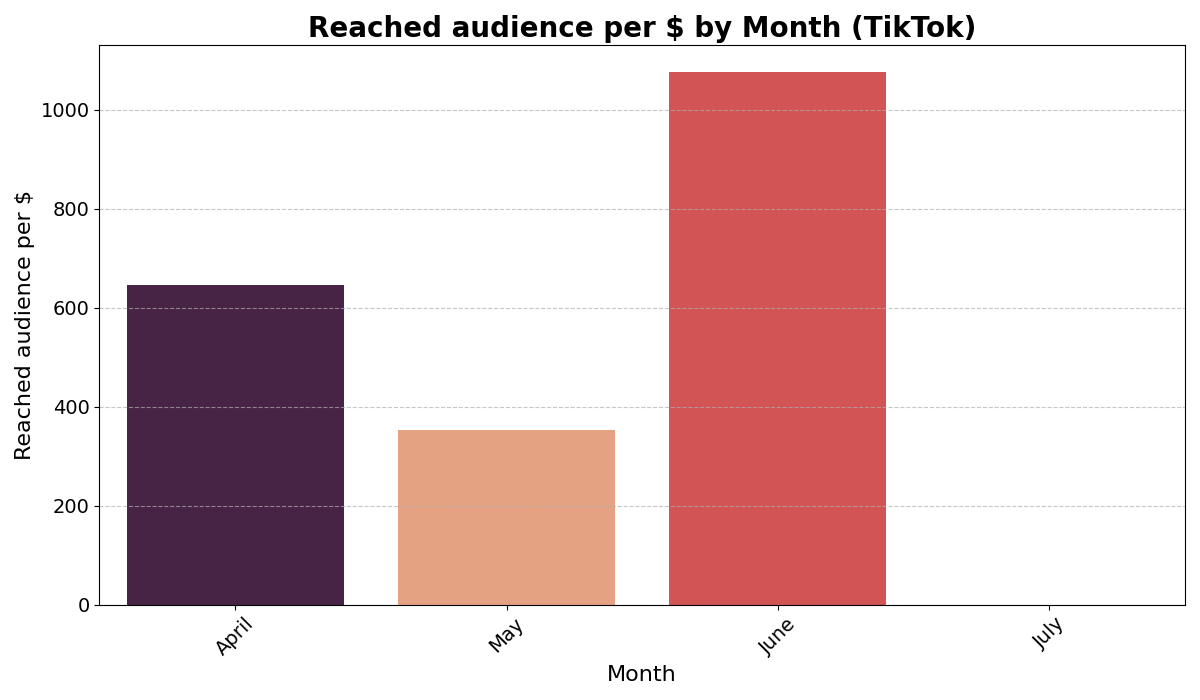 Reached audience per $ by Month (TikTok)
Reached audience per $
1000
800
600
400
200
0
April
May
June
July
Month